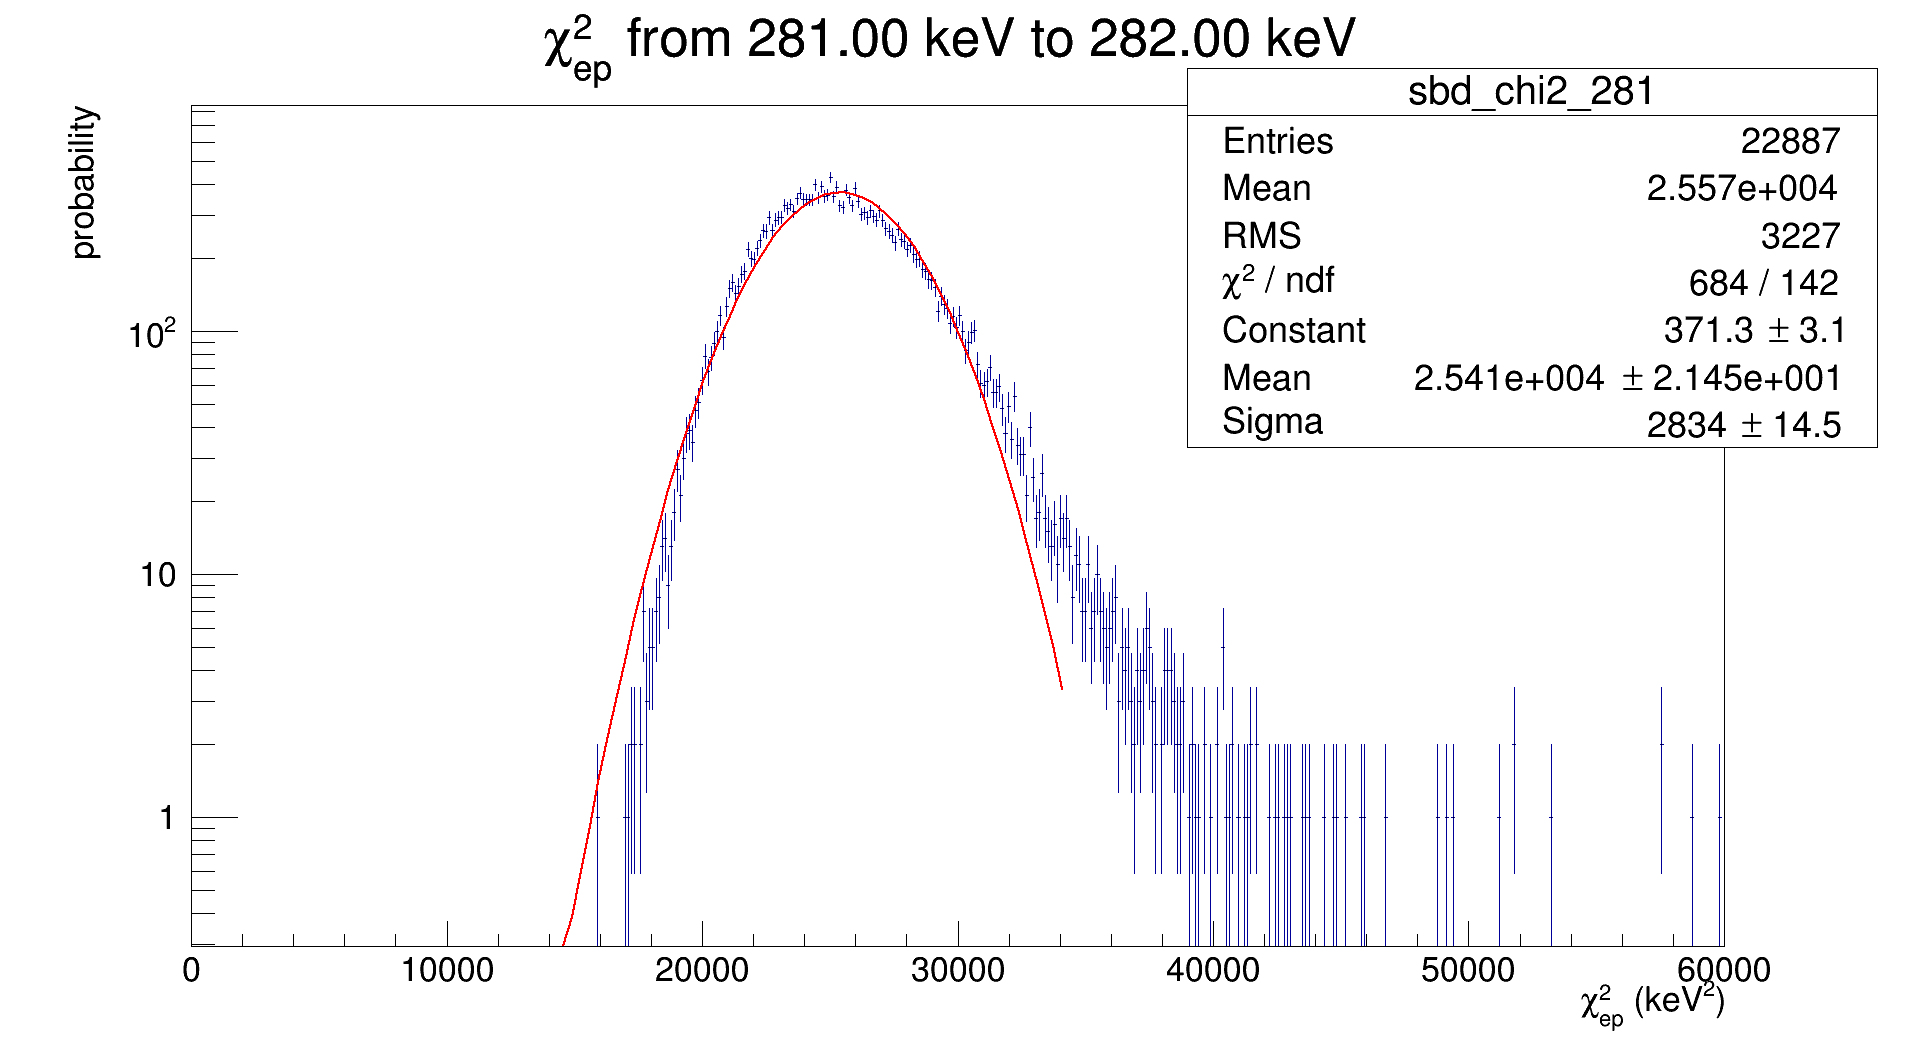 χ²ep from 281.00 keV to 282.00 keV
probability
sbd_chi2_281
Entries 22887
Mean 2.557e+004
RMS 3227
χ² / ndf 684 / 142
Constant 371.3 ± 3.1
Mean 2.541e+004 ± 2.145e+001
Sigma 2834 ± 14.5
10²
10
1
0 10000 20000 30000 40000 50000 60000
χ²ep (keV²)